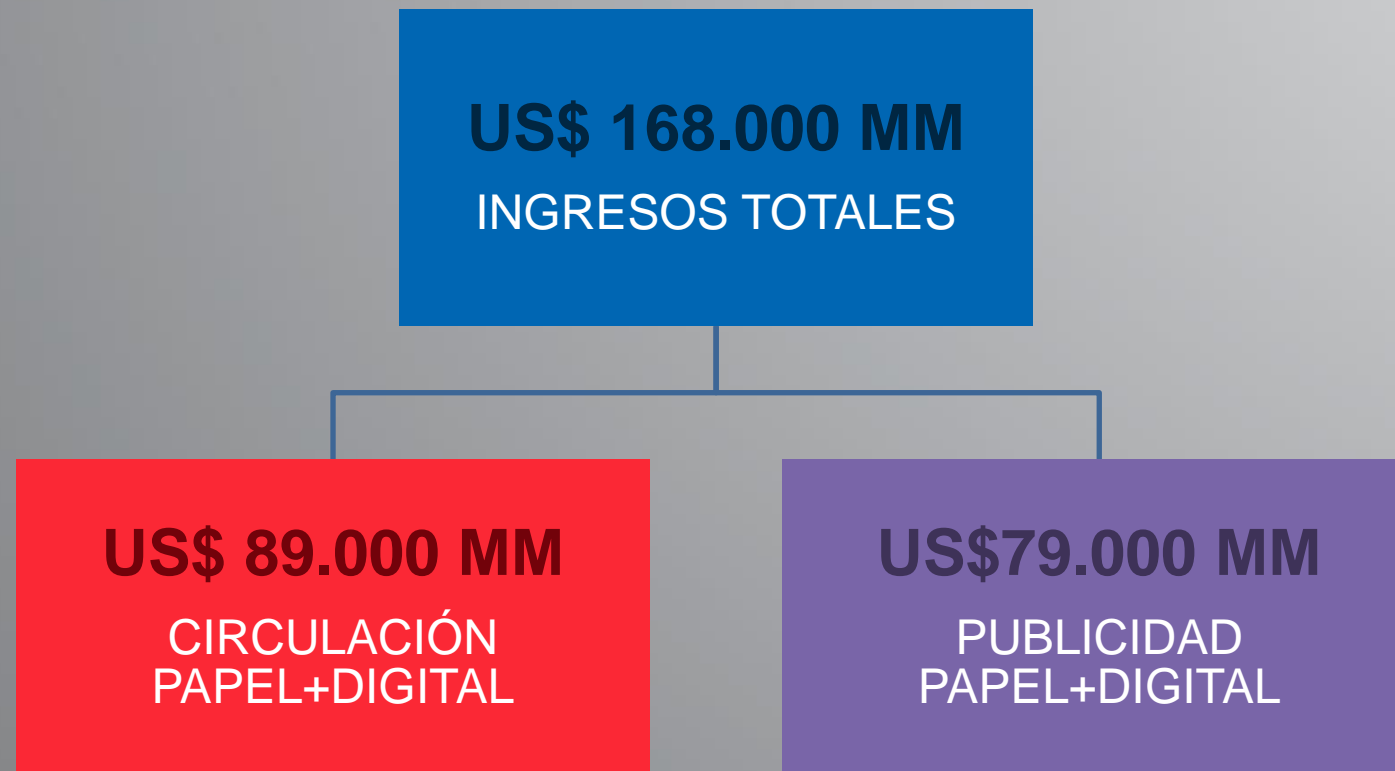 US$ 168.000 MM
INGRESOS TOTALES
US$ 89.000 MM
CIRCULACIÓN
PAPEL+DIGITAL
US$79.000 MM
PUBLICIDAD
PAPEL+DIGITAL